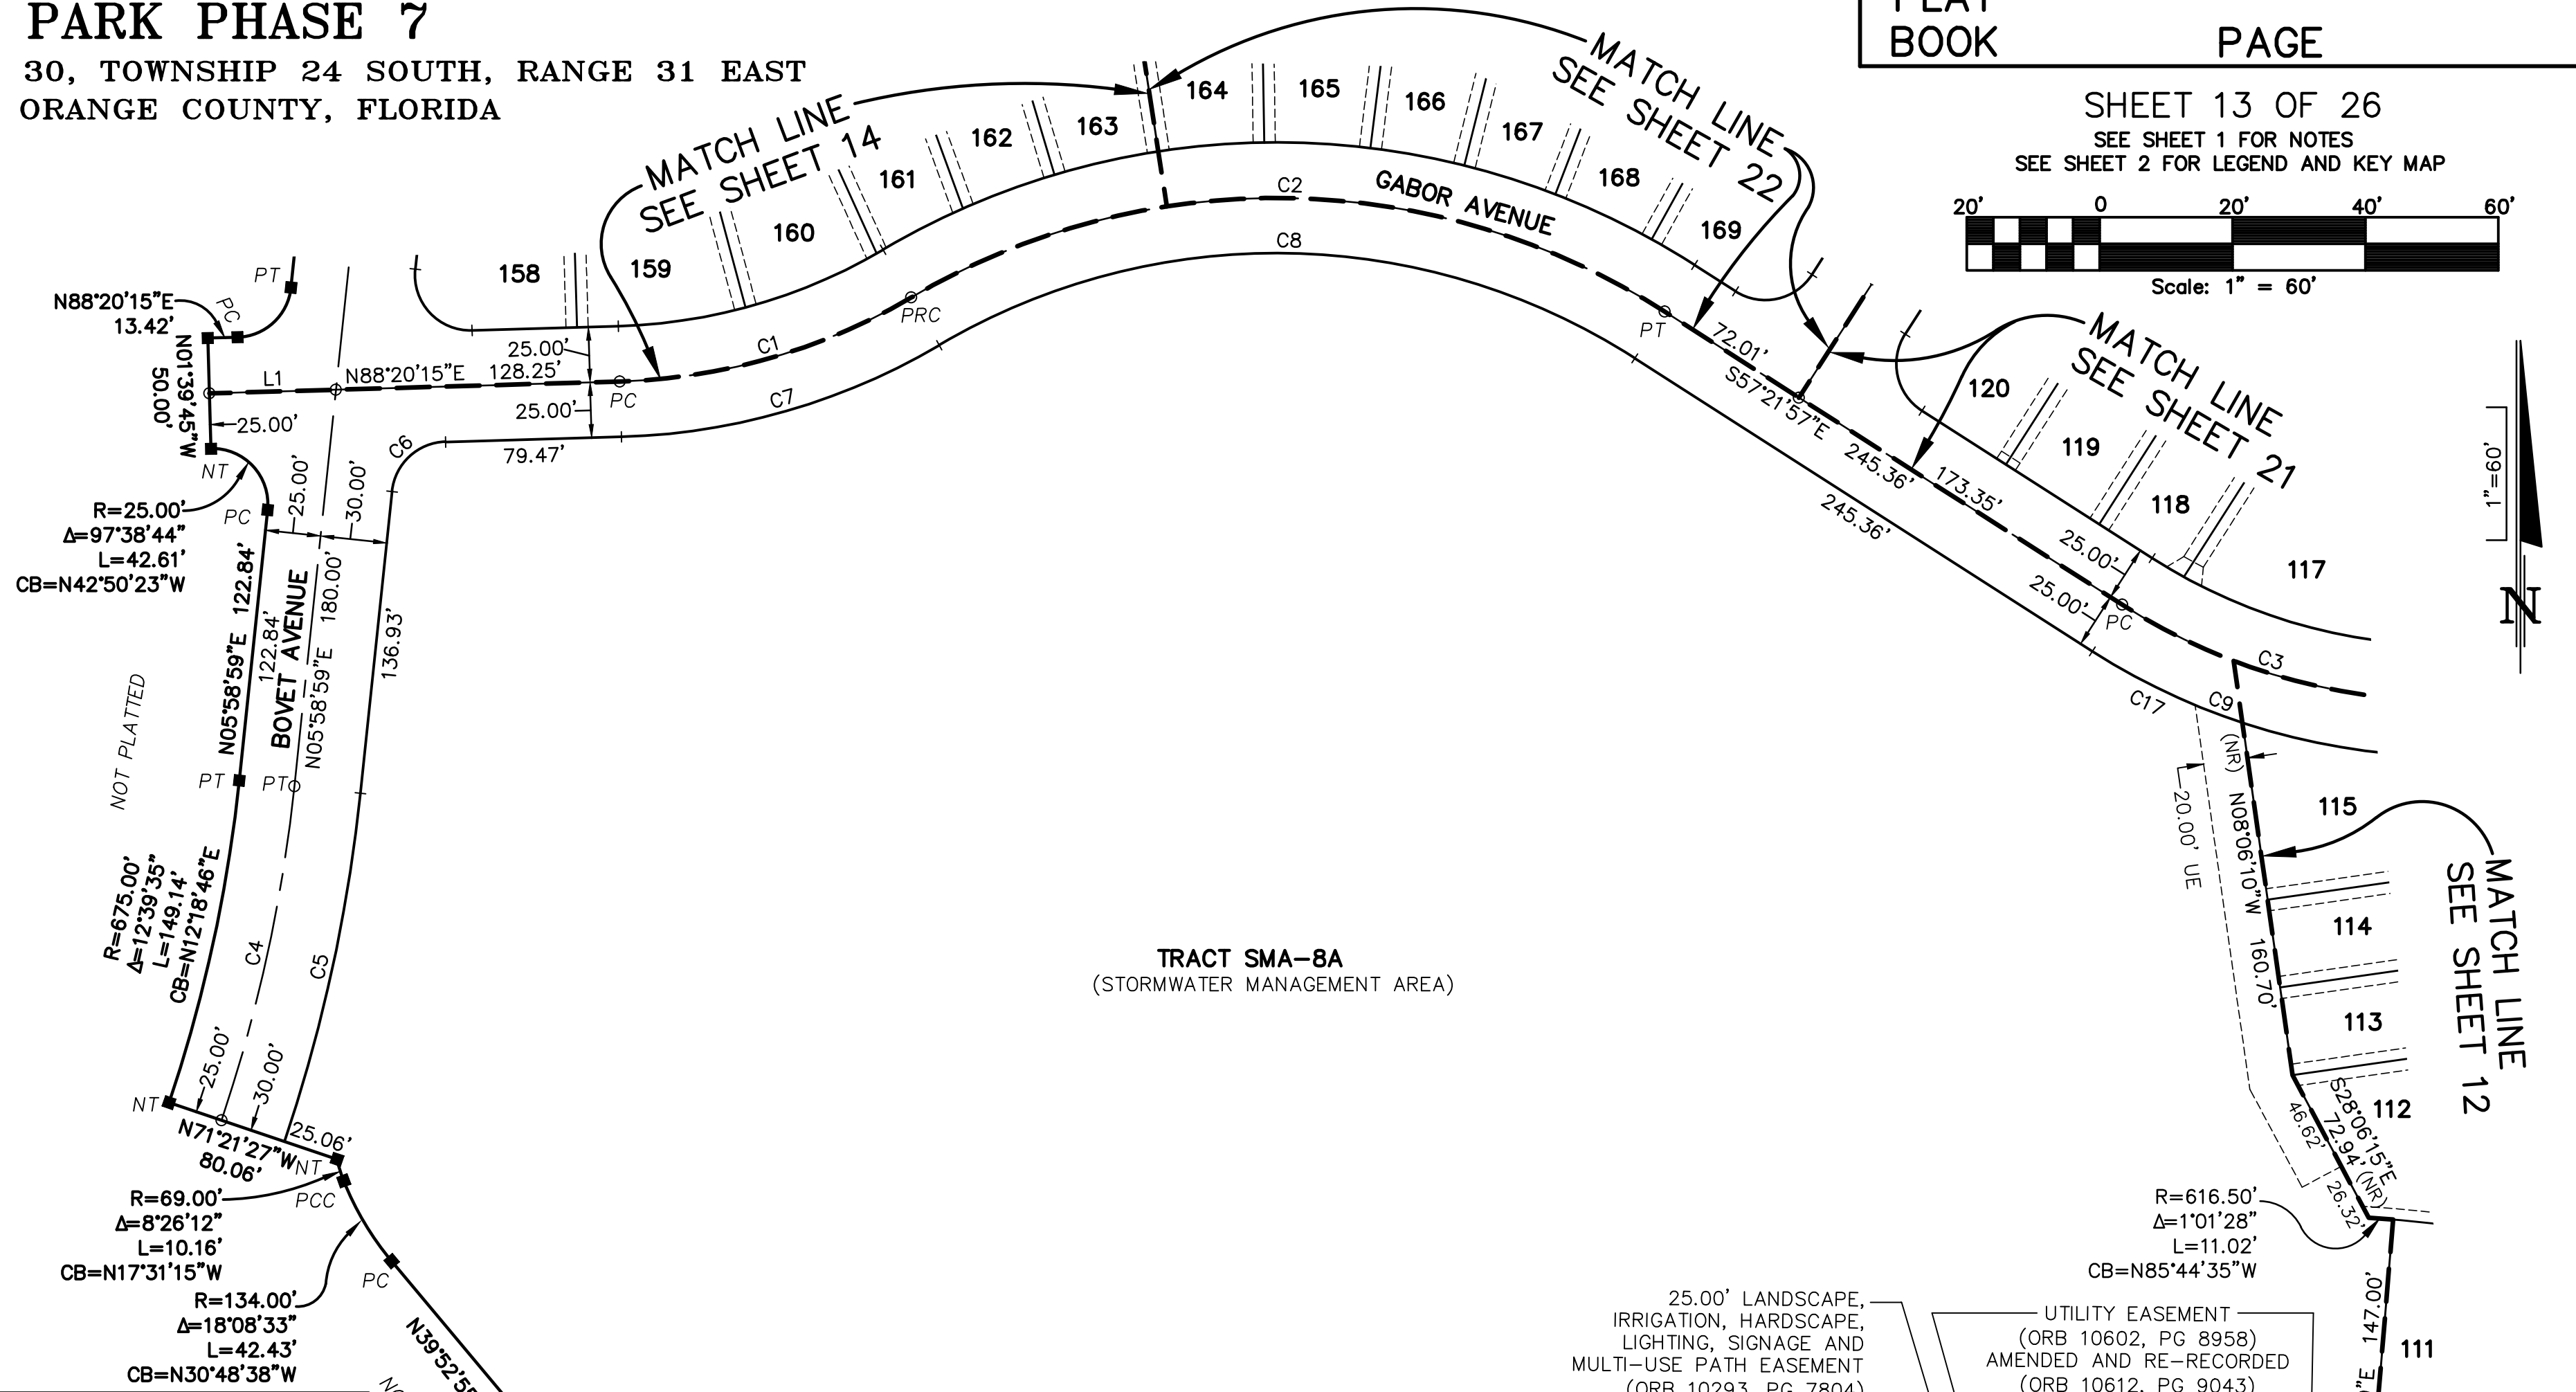 PARK PHASE 7
30, TOWNSHIP 24 SOUTH, RANGE 31 EAST
ORANGE COUNTY, FLORIDA
BOOK PAGE
SHEET 13 OF 26
SEE SHEET 1 FOR NOTES
SEE SHEET 2 FOR LEGEND AND KEY MAP
20' 0 20' 40' 60'
Scale: 1" = 60'
1"=60'
N
MATCH LINE
SEE SHEET 14
MATCH LINE
SEE SHEET 22
MATCH LINE
SEE SHEET 21
MATCH LINE
SEE SHEET 12
158
159
160
161
162
163
164
165
166
167
168
169
120
119
118
117
115
114
113
112
111
GABOR AVENUE
C2
C8
PT
PC
N88°20'15"E
13.42'
N01°39'45"W
50.00'
L1
N88°20'15"E 128.25'
25.00'
25.00'
25.00'
PC
C1
C7
PRC
PT
72.01'
S57°21'57"E
245.36'
173.35'
245.36'
25.00'
25.00'
PC
C3
C9
C17
NT
C6
79.47'
R=25.00'
Δ=97°38'44"
L=42.61'
CB=N42°50'23"W
PC
25.00'
30.00'
N05°58'59"E 122.84'
122.84'
BOVET AVENUE
N05°58'59"E 180.00'
136.93'
NOT PLATTED
PT
PT
R=675.00'
Δ=12°39'35"
L=149.14'
CB=N12°18'46"E
C4
C5
25.00'
30.00'
NT
N71°21'27"W
80.06'
25.06'
NT
PCC
R=69.00'
Δ=8°26'12"
L=10.16'
CB=N17°31'15"W
PC
R=134.00'
Δ=18°08'33"
L=42.43'
CB=N30°48'38"W
TRACT SMA-8A
(STORMWATER MANAGEMENT AREA)
(NR)
N08°06'10"W 160.70'
20.00' UE
S28°06'15"E
72.94' (NR)
46.62'
26.32'
R=616.50'
Δ=1°01'28"
L=11.02'
CB=N85°44'35"W
147.00'
25.00' LANDSCAPE,
IRRIGATION, HARDSCAPE,
LIGHTING, SIGNAGE AND
MULTI-USE PATH EASEMENT
(ORB 10293, PG 7804)
UTILITY EASEMENT
(ORB 10602, PG 8958)
AMENDED AND RE-RECORDED
(ORB 10612, PG 9043)